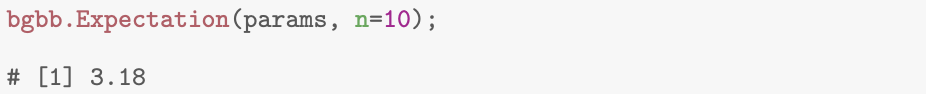 bgbb.Expectation(params, n=10);
# [1] 3.18